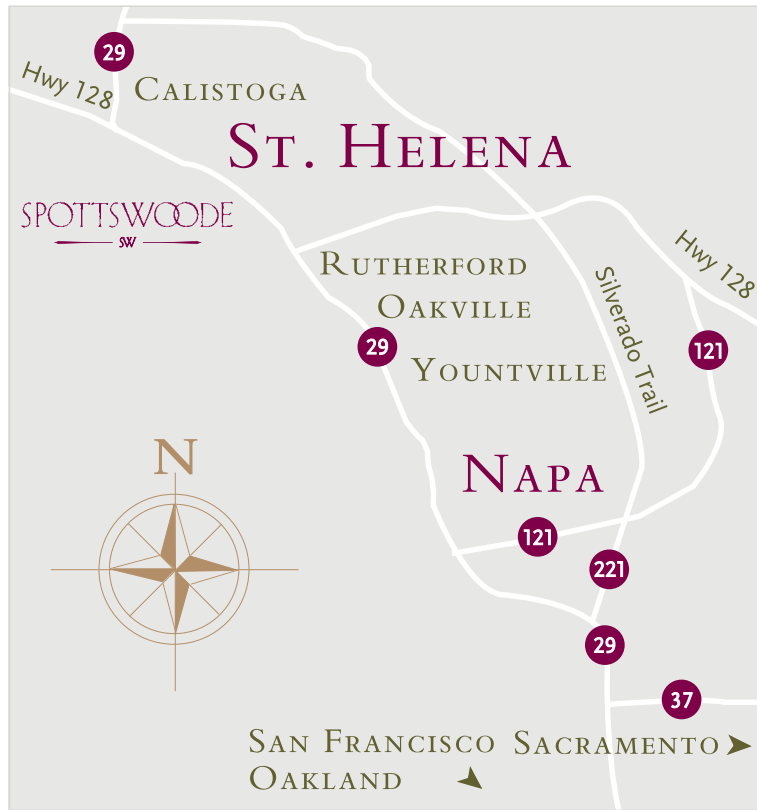 29
Hwy 128
CALISTOGA
ST. HELENA
SPOTTSWOODE
SW
Hwy 128
RUTHERFORD
Silverado Trail
OAKVILLE
29
121
YOUNTVILLE
N
NAPA
121
221
29
37
SAN FRANCISCO
SACRAMENTO
OAKLAND